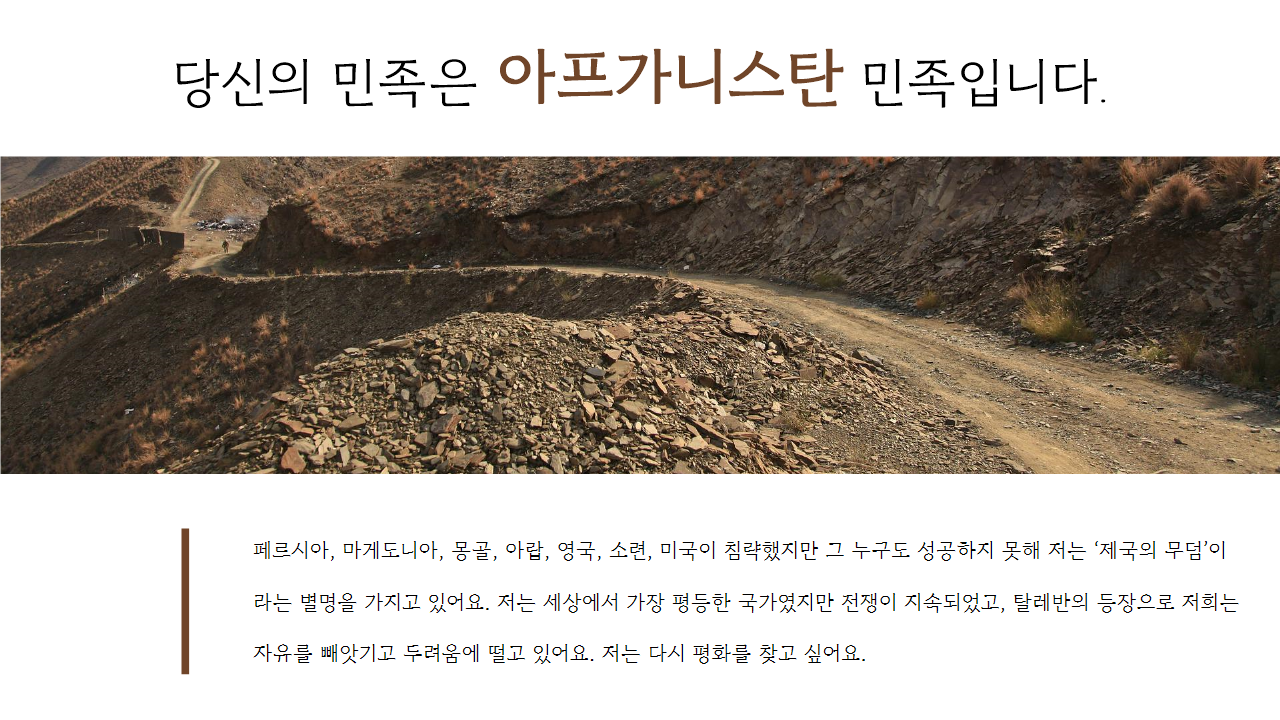 당신의 민족은 아프가니스탄 민족입니다.
페르시아, 마케도니아, 몽골, 아랍, 영국, 소련, 미국이 침략했지만 그 누구도 성공하지 못해 저는 ‘제국의 무덤’이
라는 별명을 가지고 있어요. 저는 세상에서 가장 평등한 국가였지만 전쟁이 지속되었고, 탈레반의 등장으로 저희는
자유를 빼앗기고 두려움에 떨고 있어요. 저는 다시 평화를 찾고 싶어요.